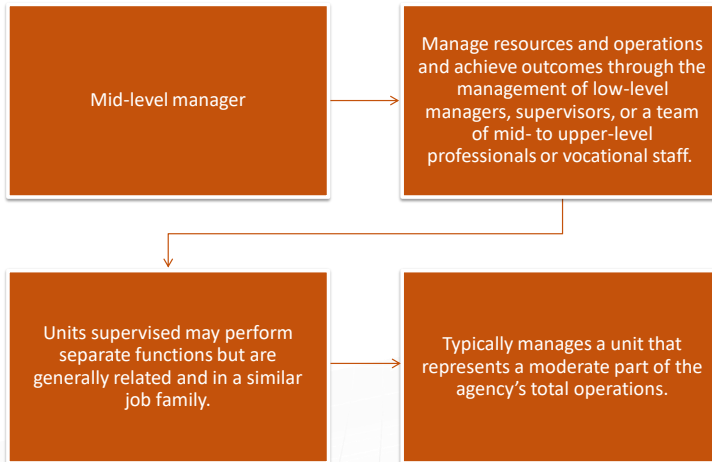 Mid-level manager
Manage resources and operations
and achieve outcomes through the
management of low-level
managers, supervisors, or a team
of mid- to upper-level
professionals or vocational staff.
Units supervised may perform
separate functions but are
generally related and in a similar
job family.
Typically manages a unit that
represents a moderate part of the
agency’s total operations.